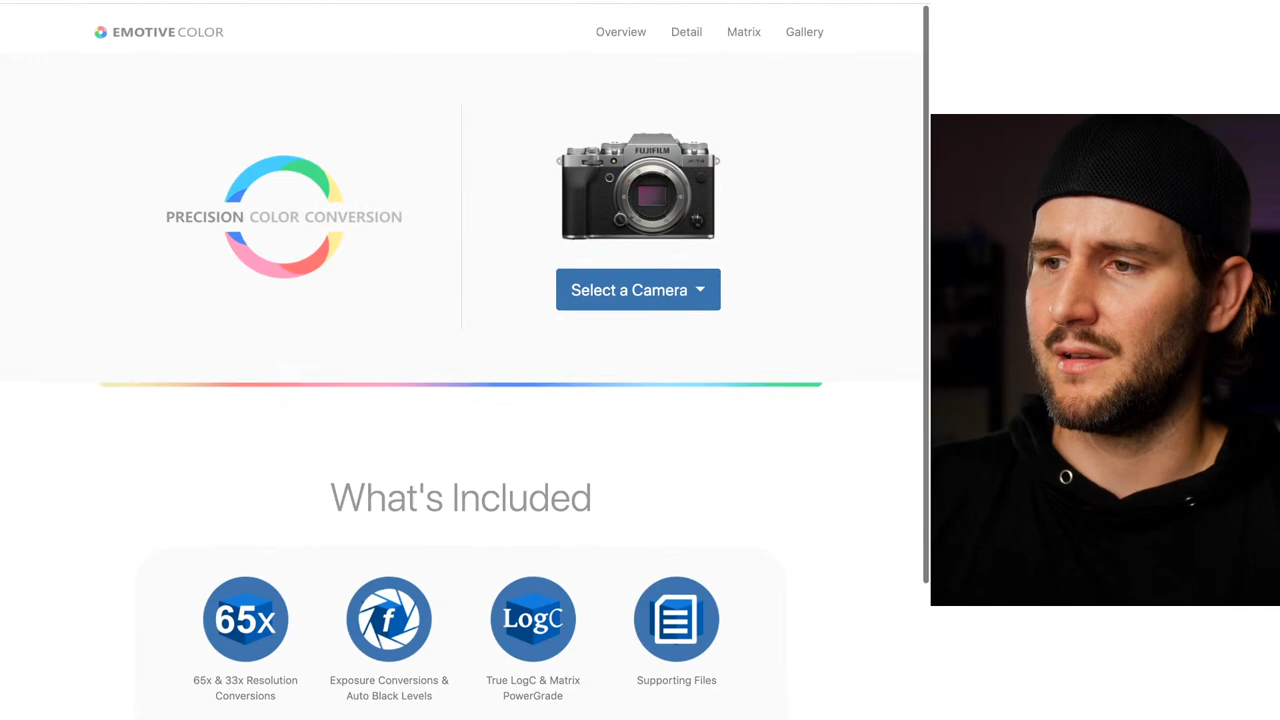 EMOTIVE COLOR
Overview Detail Matrix Gallery
FUJIFILM
X-T4
PRECISION COLOR CONVERSION
Select a Camera
What's Included
65x
f
LogC
65x & 33x Resolution
Conversions
Exposure Conversions &
Auto Black Levels
True LogC & Matrix
PowerGrade
Supporting Files